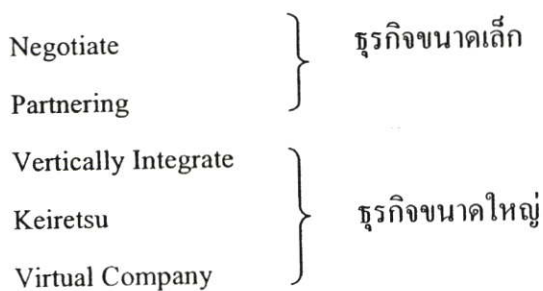 Negotiate
ธุรกิจขนาดเล็ก
Partnering
Vertically Integrate
Keiretsu
ธุรกิจขนาดใหญ่
Virtual Company